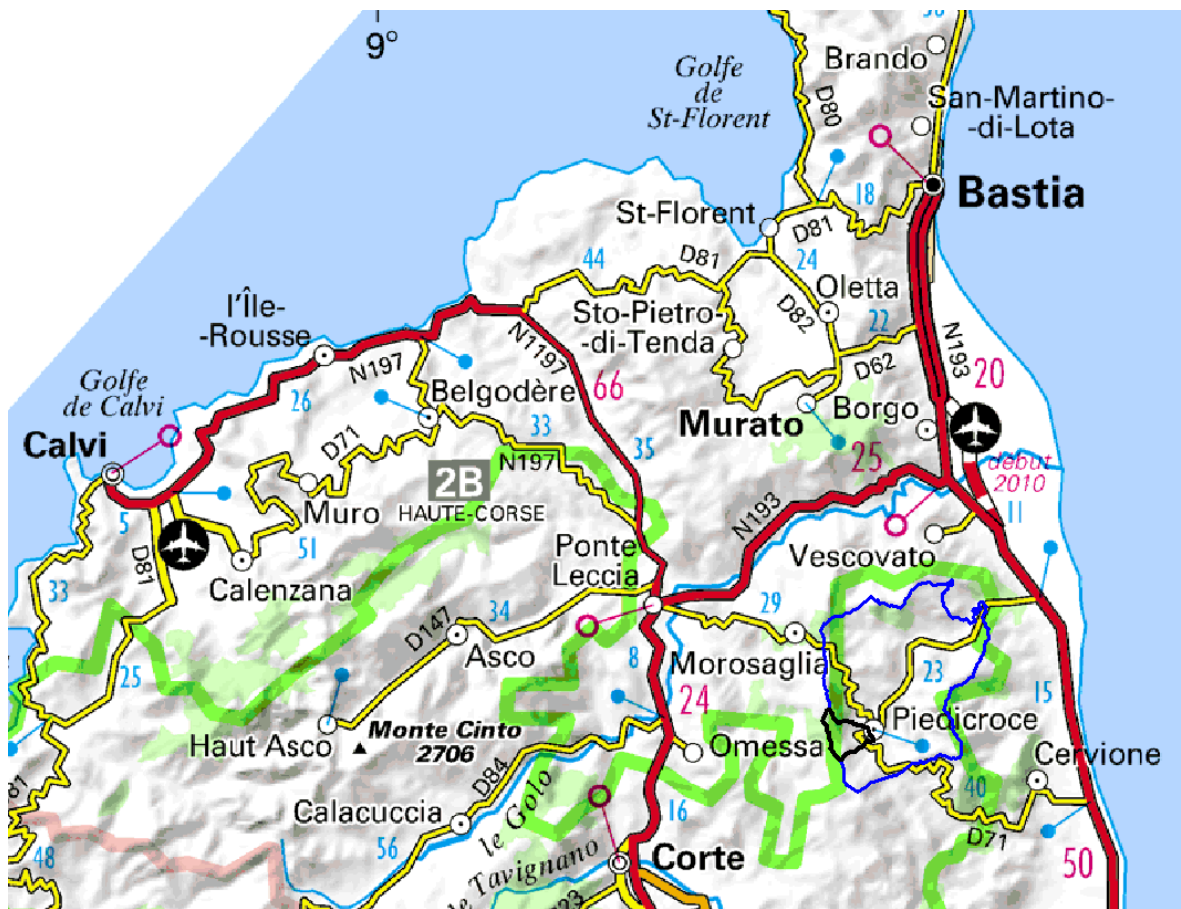 9°
Golfe
de
St-Florent
D80
Brando
San-Martino-
-di-Lota
Bastia
18
St-Florent
D81
D81
44
24
Oletta
D82
22
l'Île-
-Rousse
Sto-Pietro-
-di-Tenda
N1197
N193
20
D62
N197
66
Golfe
de Calvi
26
Belgodère
Murato
Borgo
Calvi
D71
33
35
25
N197
début
2010
2B
HAUTE-CORSE
5
Muro
N193
11
D81
51
Ponte
Leccia
Vescovato
Calenzana
33
34
29
D147
Asco
8
Morosaglia
23
25
24
15
Haut Asco
Monte Cinto
2706
Omessa
Piedicroce
Cervione
D84
40
81
Calacuccia
le Golo
16
D71
48
56
le Tavignano
Corte
50
23